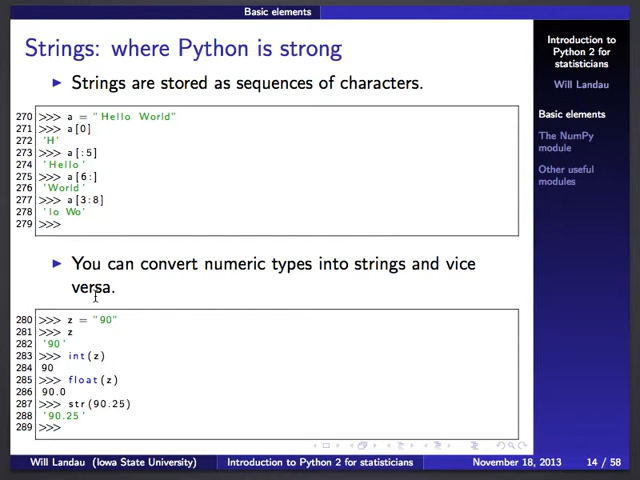 Basic elements
Strings: where Python is strong
Strings are stored as sequences of characters.
270 >>> a = "Hello World"
271 >>> a[0]
272 'H'
273 >>> a[:5]
274 'Hello'
275 >>> a[6:]
276 'World'
277 >>> a[3:8]
278 'lo Wo'
279 >>>
You can convert numeric types into strings and vice
versa.
280 >>> z = "90"
281 >>> z
282 '90'
283 >>> int(z)
284 90
285 >>> float(z)
286 90.0
287 >>> str(90.25)
288 '90.25'
289 >>>
Introduction to
Python 2 for
statisticians
Will Landau
Basic elements
The NumPy
module
Other useful
modules
Will Landau (Iowa State University) Introduction to Python 2 for statisticians November 18, 2013 14 / 58